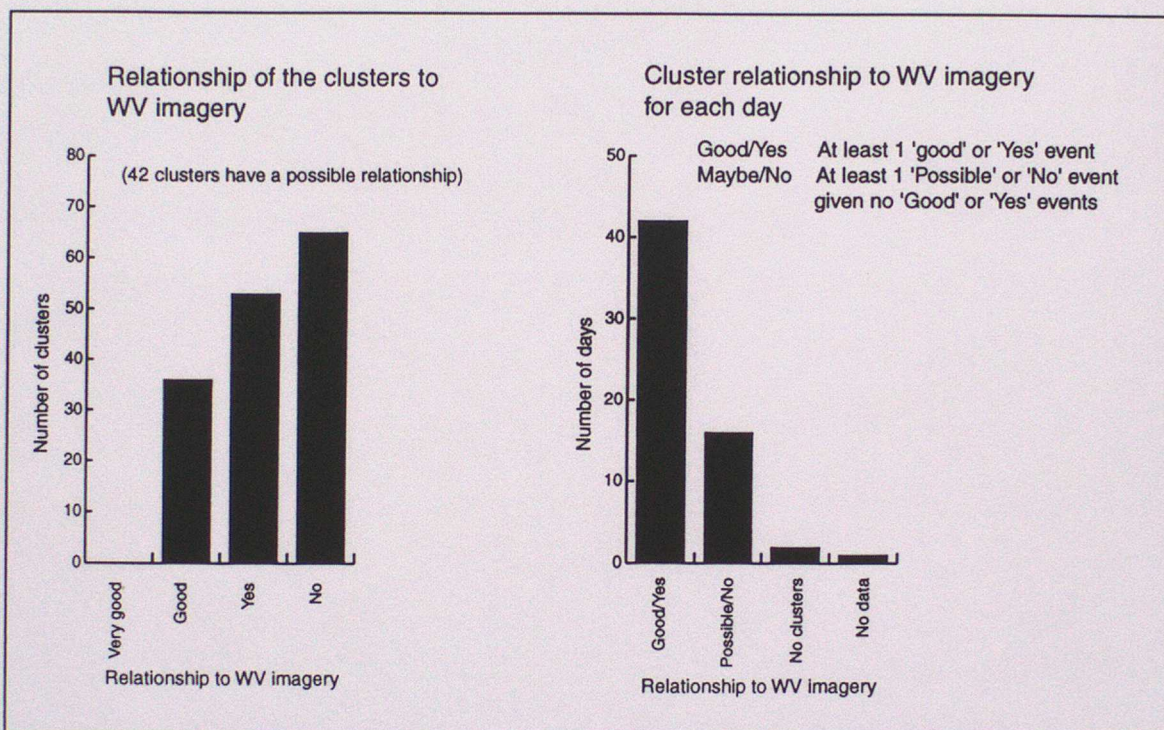 Relationship of the clusters to
WV imagery
(42 clusters have a possible relationship)
80
70
60
50
40
30
20
10
0
Number of clusters
Very good
Good
Yes
No
Relationship to WV imagery
Cluster relationship to WV imagery
for each day
Good/Yes At least 1 'good' or 'Yes' event
Maybe/No At least 1 'Possible' or 'No' event
given no 'Good' or 'Yes' events
50
40
30
20
10
0
Number of days
Good/Yes
Possible/No
No clusters
No data
Relationship to WV imagery